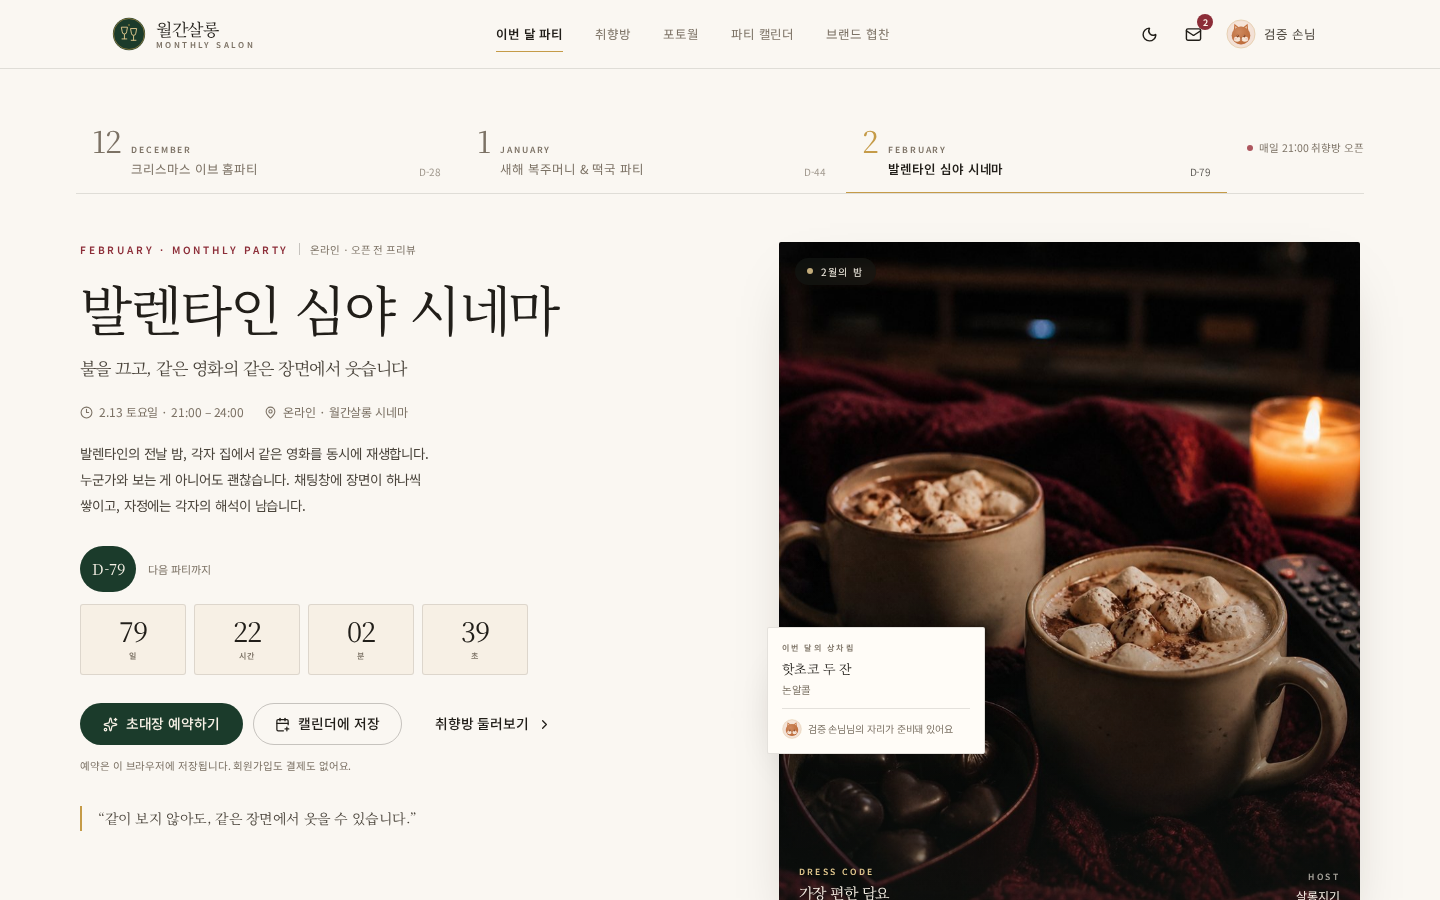 월간살롱
MONTHLY SALON
이번 달 파티
취향방
포토월
파티 캘린더
브랜드 협찬
2
검증 손님
12
DECEMBER
크리스마스 이브 홈파티
D-28
1
JANUARY
새해 복주머니 & 떡국 파티
D-44
2
FEBRUARY
발렌타인 심야 시네마
D-79
매일 21:00 취향방 오픈
FEBRUARY · MONTHLY PARTY
온라인 · 오픈 전 프리뷰
발렌타인 심야 시네마
불을 끄고, 같은 영화의 같은 장면에서 웃습니다
2.13 토요일 · 21:00 – 24:00
온라인 · 월간살롱 시네마
발렌타인의 전날 밤, 각자 집에서 같은 영화를 동시에 재생합니다.
누군가와 보는 게 아니어도 괜찮습니다. 채팅창에 장면이 하나씩
쌓이고, 자정에는 각자의 해석이 남습니다.
D-79
다음 파티까지
79
일
22
시간
02
분
39
초
초대장 예약하기
캘린더에 저장
취향방 둘러보기
예약은 이 브라우저에 저장됩니다. 회원가입도 결제도 없어요.
“같이 보지 않아도, 같은 장면에서 웃을 수 있습니다.”
2월의 밤
이번 달의 상차림
핫초코 두 잔
논알콜
검증 손님님의 자리가 준비돼 있어요
DRESS CODE
가장 편한 담요
HOST
살롱지기